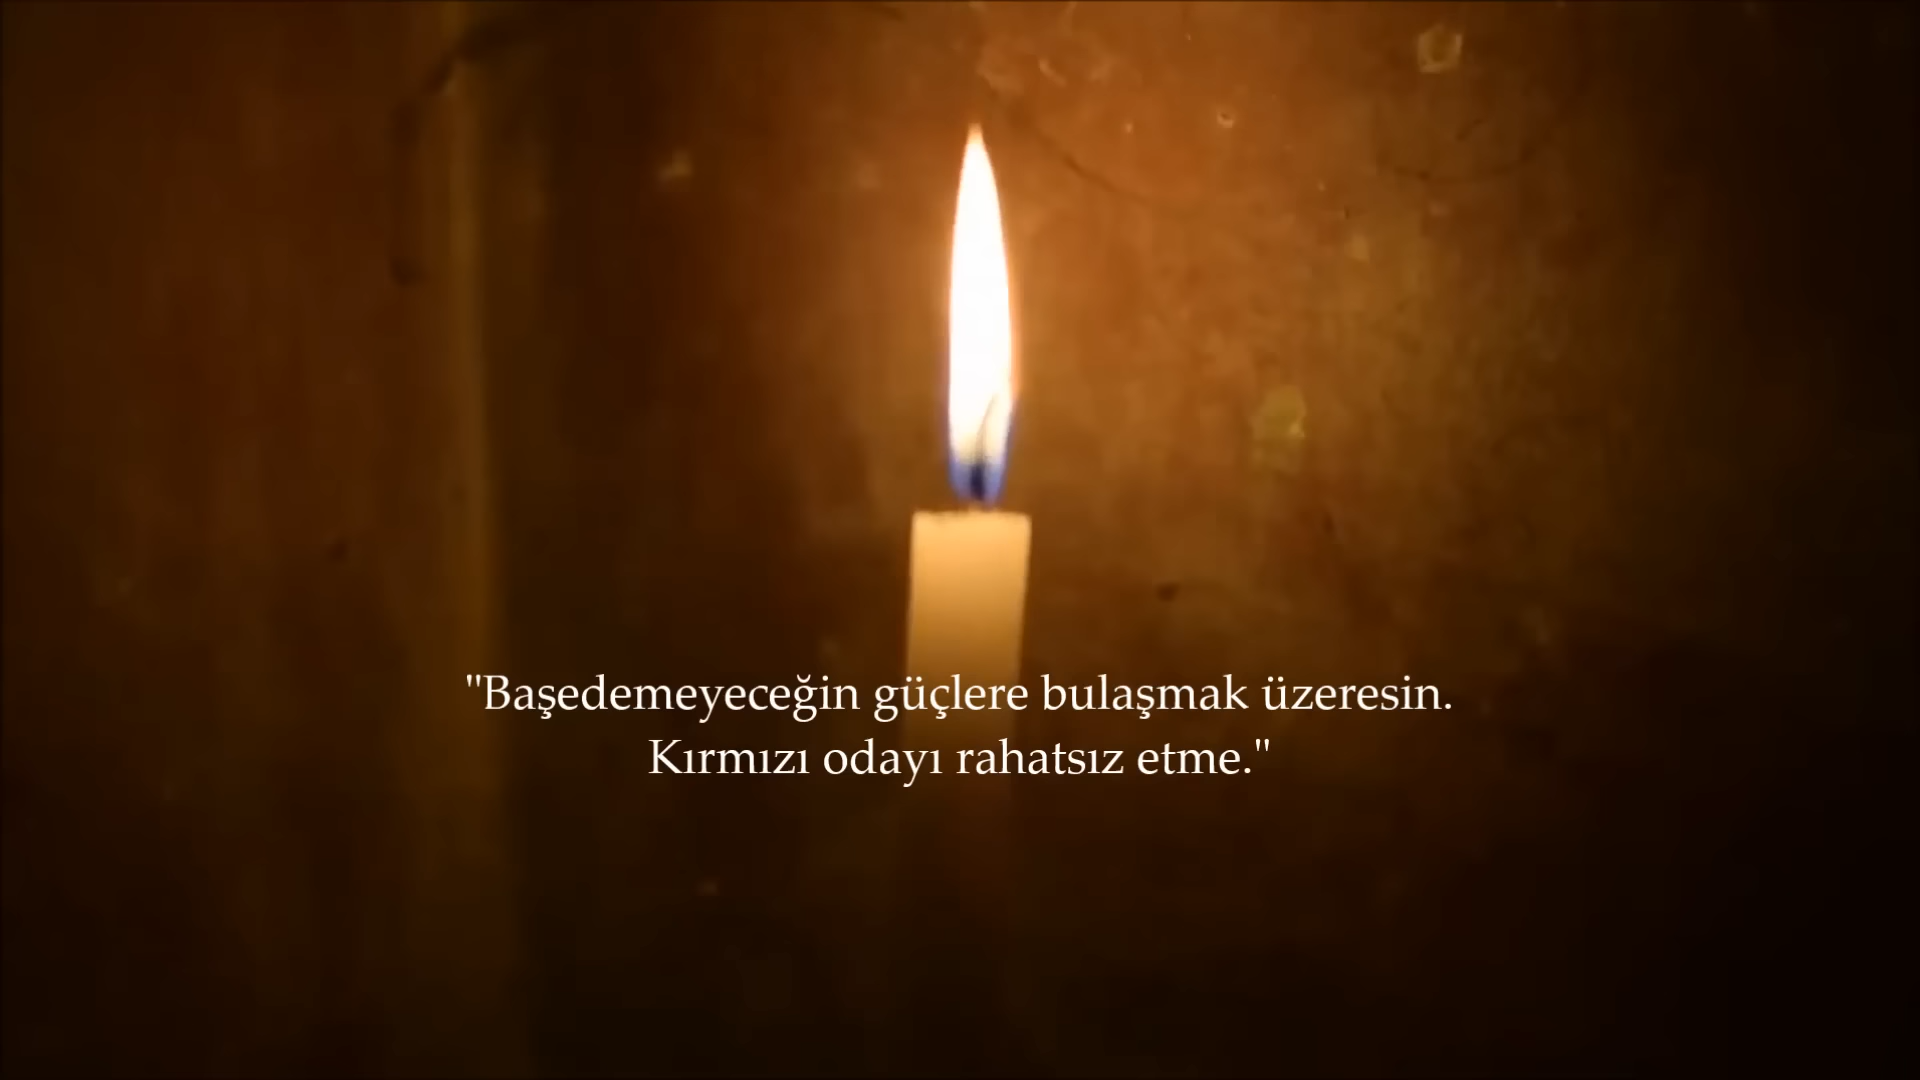 "Başedemeyeceğin güçlere bulaşmak üzeresin.
Kırmızı odayı rahatsız etme."